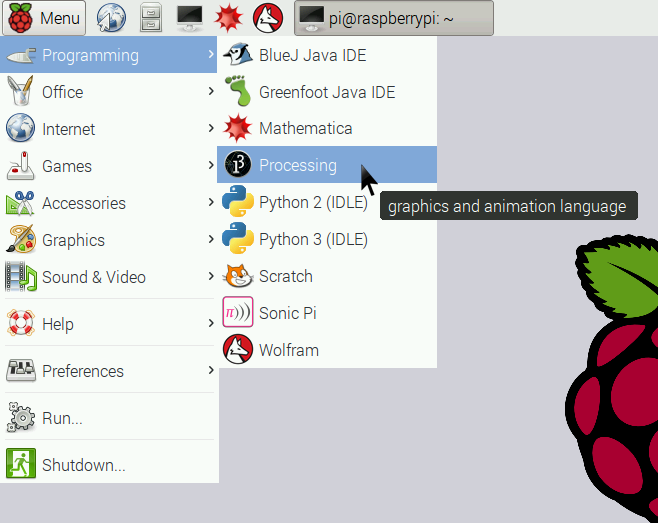 Menu
pi@raspberrypi: ~
Programming
Office
Internet
Games
Accessories
Graphics
Sound & Video
Help
Preferences
Run...
Shutdown...
BlueJ Java IDE
Greenfoot Java IDE
Mathematica
Processing
Python 2 (IDLE)
Python 3 (IDLE)
Scratch
Sonic Pi
Wolfram
graphics and animation language